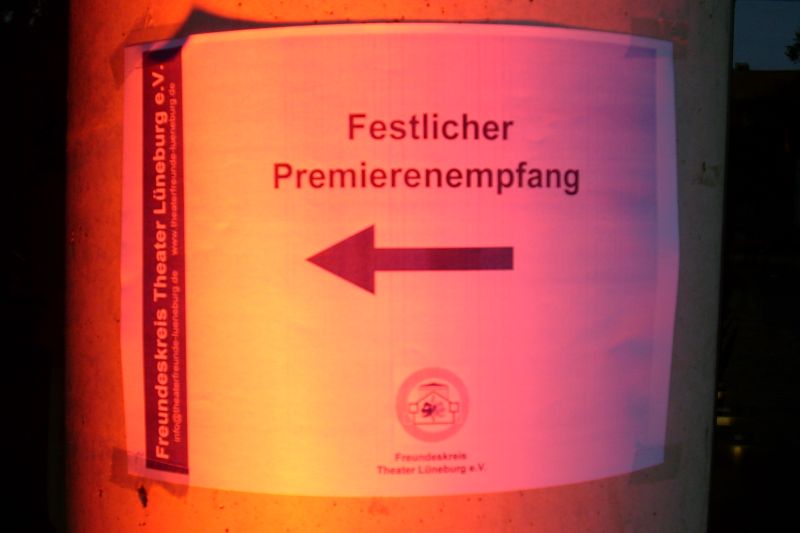 Freundeskreis Theater Lüneburg e.V.
info@theaterfreunde-lueneburg.de www.theaterfreunde-lueneburg.de
Festlicher
Premierenempfang
Freundeskreis
Theater Lüneburg e.V.